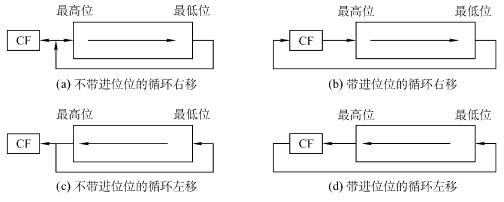 最高位 最低位 最高位 最低位
CF CF
(a) 不带进位位的循环右移 (b) 带进位位的循环右移
最高位 最低位 最高位 最低位
CF CF
(c) 不带进位位的循环左移 (d) 带进位位的循环左移